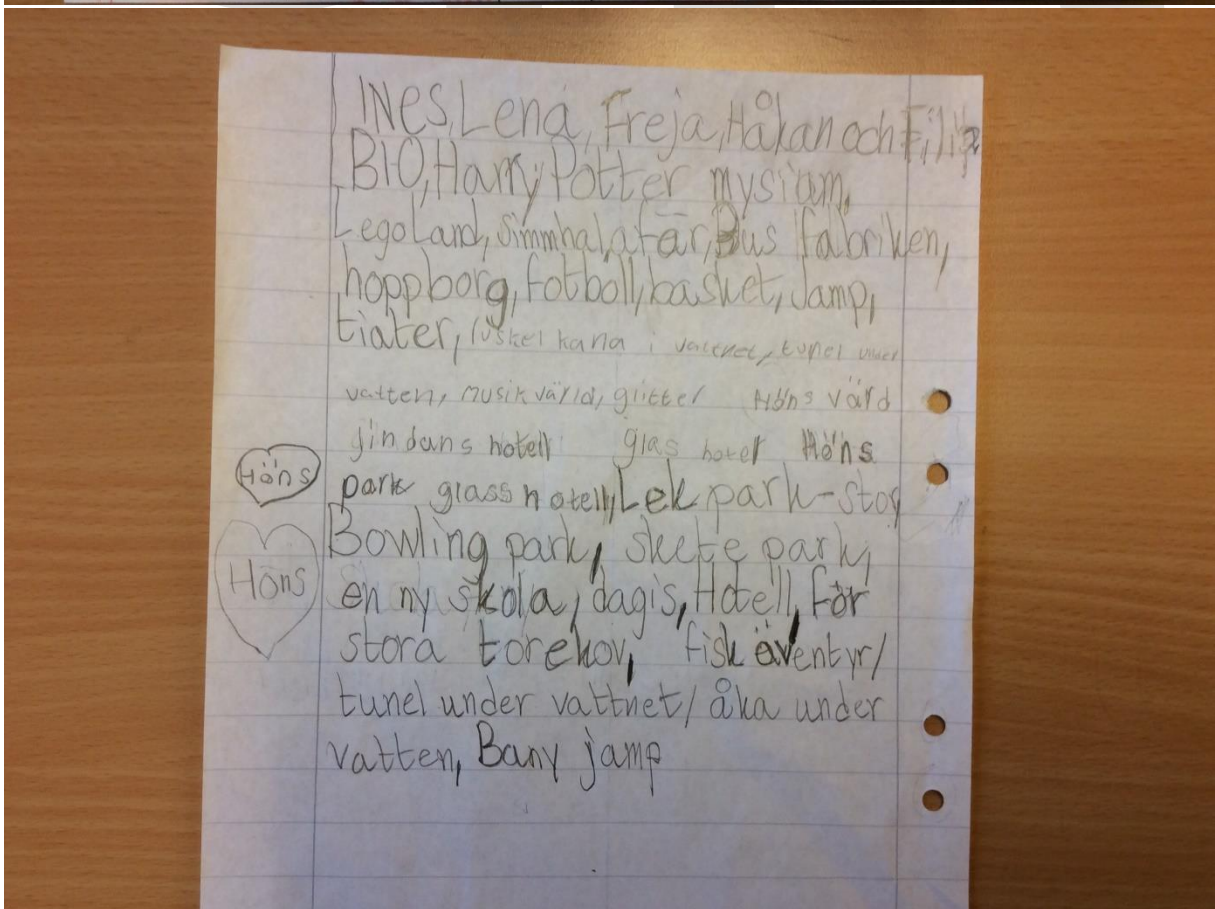 INES, Lena, Freja, Håkan och Filip
BIO, Harry Potter mysiam,
Legoland, simmhal, afär, Bus fabriken,
hoppborg, fotboll, basket, Jamp,
tiater, kana i vattnet, tunel under
vatten, musik värld, glitter Höns värld
hotell glas hotel Höns
park glass hotell, Lek park-stor
Bowling park, skete park,
en ny skola, dagis, Hotell, för
stora torekov, fisk äventyr/
tunel under vattnet/ åka under
vatten, Bany jamp
Höns
Höns